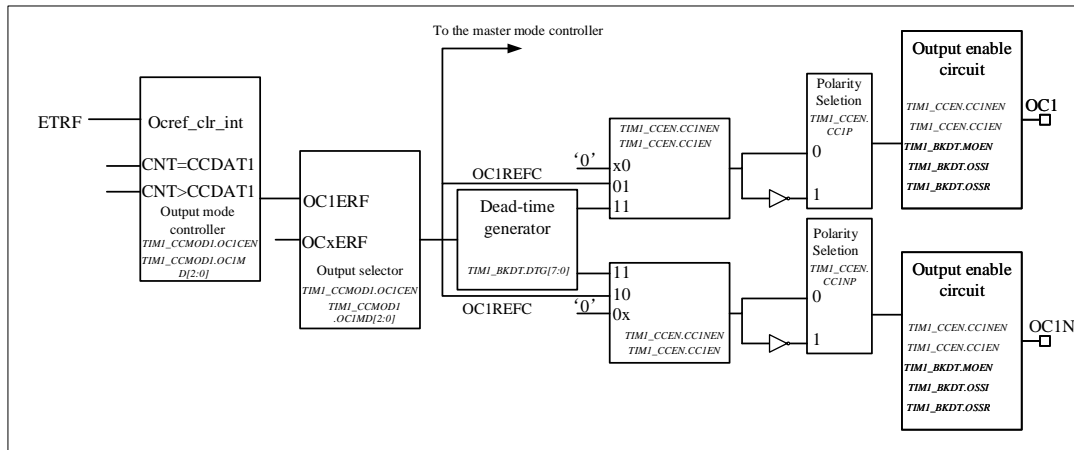 To the master mode controller
ETRF
Ocref_clr_int
CNT=CCDAT1
CNT>CCDAT1
Output mode
controller
TIM1_CCMOD1.OC1CEN
TIM1_CCMOD1.OC1M
D[2:0]
OC1ERF
OCxERF
Output selector
TIM1_CCMOD1.OC1CEN
TIM1_CCMOD1
.OC1MD[2:0]
OC1REFC
Dead-time
generator
TIM1_BKDT.DTG[7:0]
OC1REFC
TIM1_CCEN.CC1NEN
TIM1_CCEN.CC1EN
‘0’
x0
01
11
11
10
‘0’
0x
TIM1_CCEN.CC1NEN
TIM1_CCEN.CC1EN
Polarity
Seletion
TIM1_CCEN.
CC1P
0
1
Polarity
Seletion
TIM1_CCEN.
CC1NP
0
1
Output enable
circuit
TIM1_CCEN.CC1NEN
TIM1_CCEN.CC1EN
TIM1_BKDT.MOEN
TIM1_BKDT.OSSI
TIM1_BKDT.OSSR
OC1
Output enable
circuit
TIM1_CCEN.CC1NEN
TIM1_CCEN.CC1EN
TIM1_BKDT.MOEN
TIM1_BKDT.OSSI
TIM1_BKDT.OSSR
OC1N